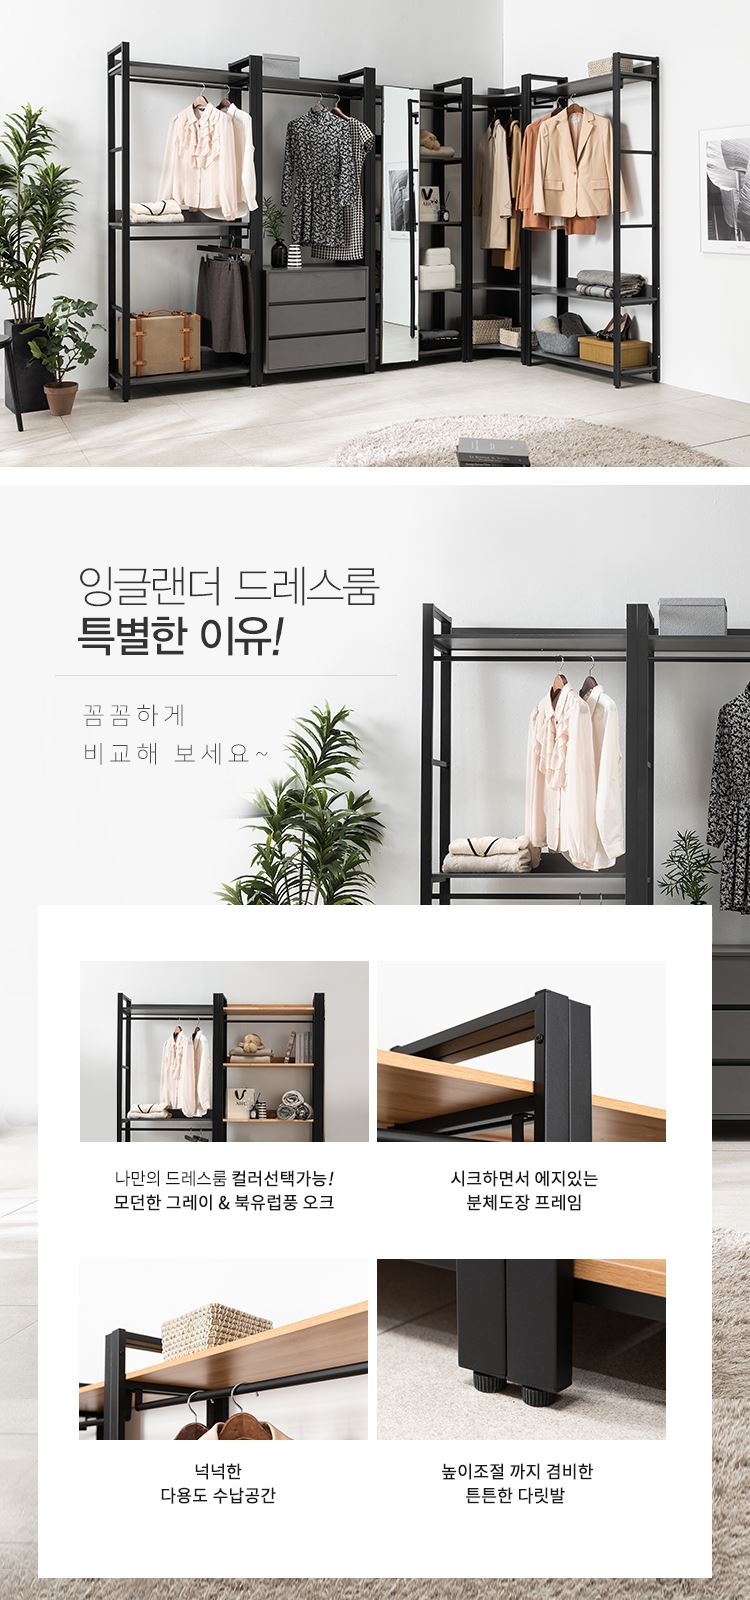 잉글랜더 드레스룸
특별한 이유!
꼼꼼하게
비교해 보세요~
나만의 드레스룸 컬러선택가능!
모던한 그레이 & 북유럽풍 오크
시크하면서 에지있는
분체도장 프레임
넉넉한
다용도 수납공간
높이조절 까지 겸비한
튼튼한 다릿발